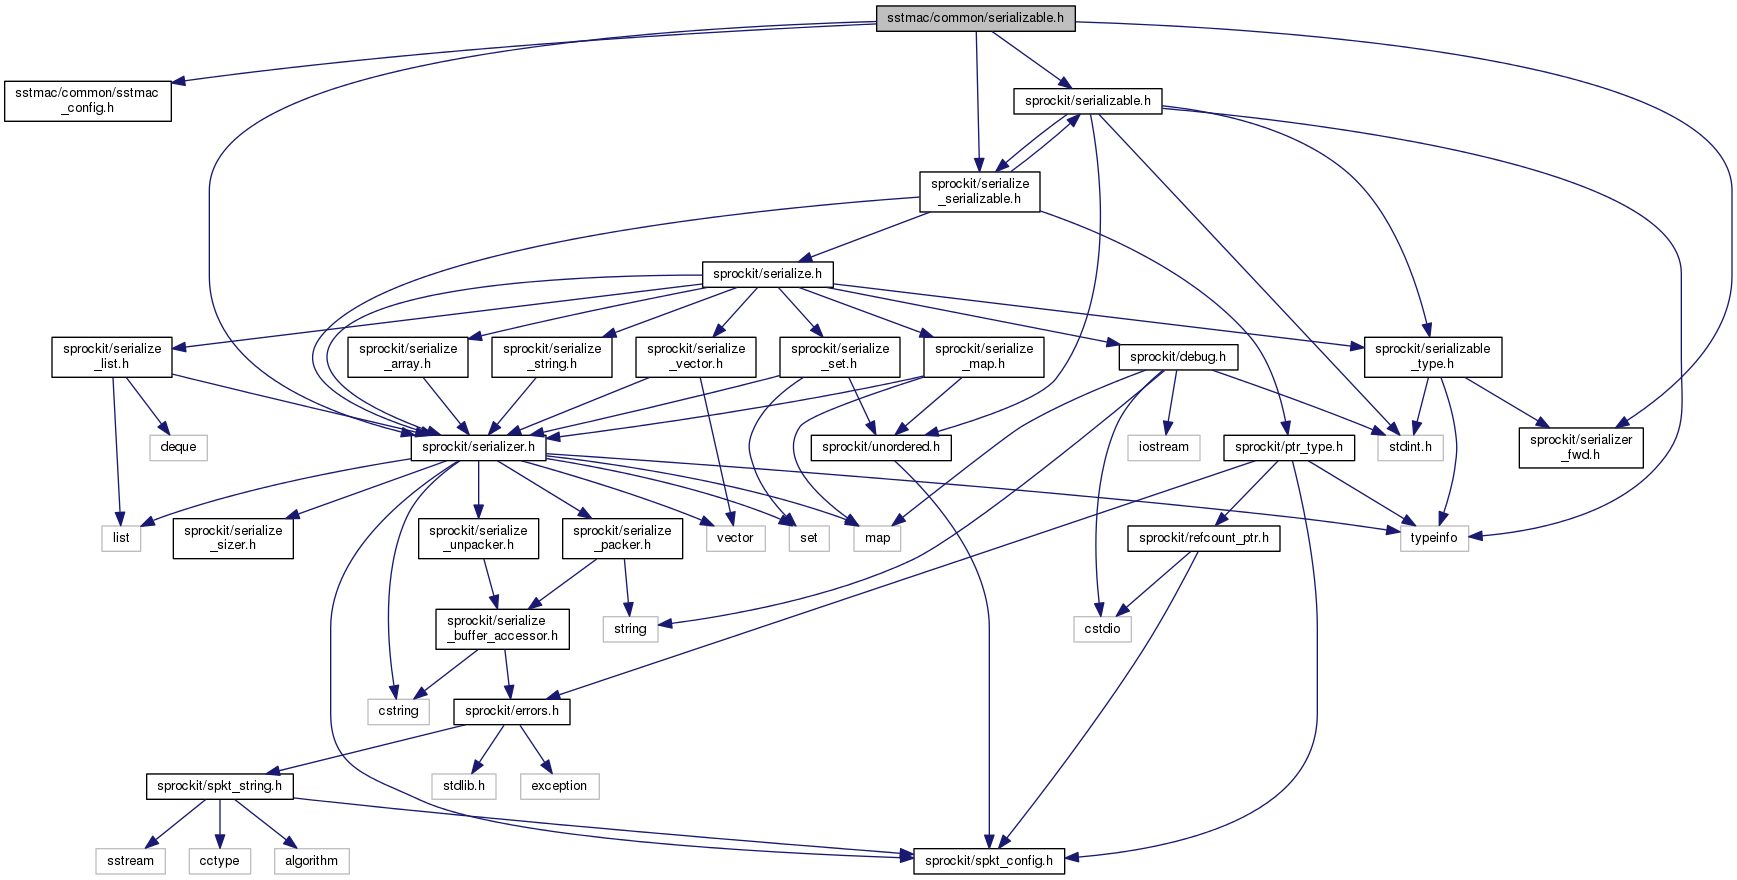 sstmac/common/serializable.h
sstmac/common/sstmac
_config.h
sprockit/serializable.h
sprockit/serialize
_serializable.h
sprockit/serialize.h
sprockit/serialize
_list.h
sprockit/serialize
_array.h
sprockit/serialize
_string.h
sprockit/serialize
_vector.h
sprockit/serialize
_set.h
sprockit/serialize
_map.h
sprockit/debug.h
sprockit/serializable
_type.h
deque
sprockit/serializer.h
sprockit/unordered.h
iostream
sprockit/ptr_type.h
stdint.h
sprockit/serializer
_fwd.h
list
sprockit/serialize
_sizer.h
sprockit/serialize
_unpacker.h
sprockit/serialize
_packer.h
vector
set
map
sprockit/refcount_ptr.h
typeinfo
sprockit/serialize
_buffer_accessor.h
string
cstdio
cstring
sprockit/errors.h
sprockit/spkt_string.h
stdlib.h
exception
sstream
cctype
algorithm
sprockit/spkt_config.h